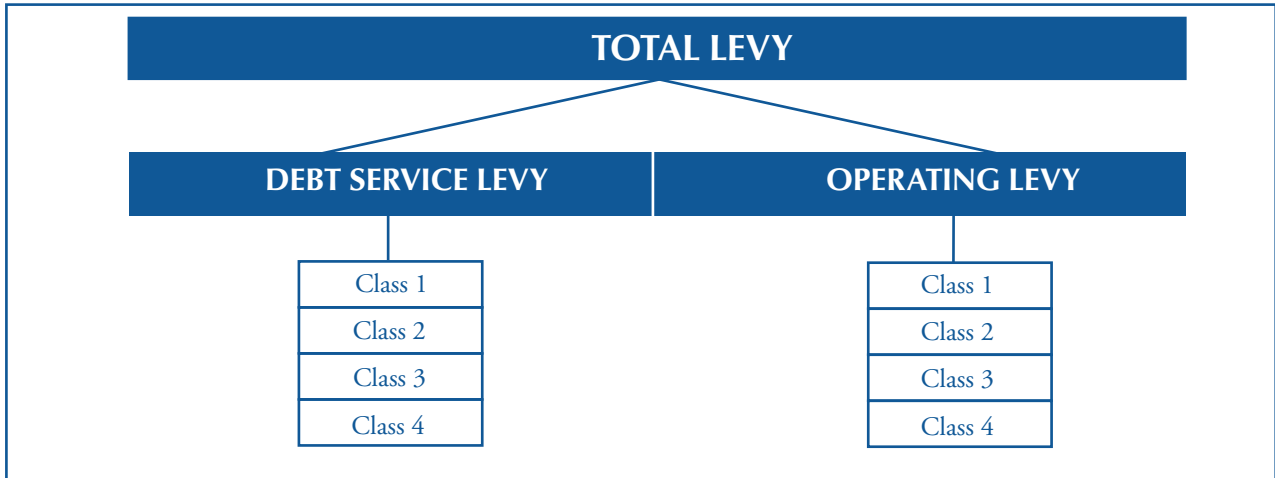 TOTAL LEVY
DEBT SERVICE LEVY
OPERATING LEVY
Class 1
Class 2
Class 3
Class 4
Class 1
Class 2
Class 3
Class 4